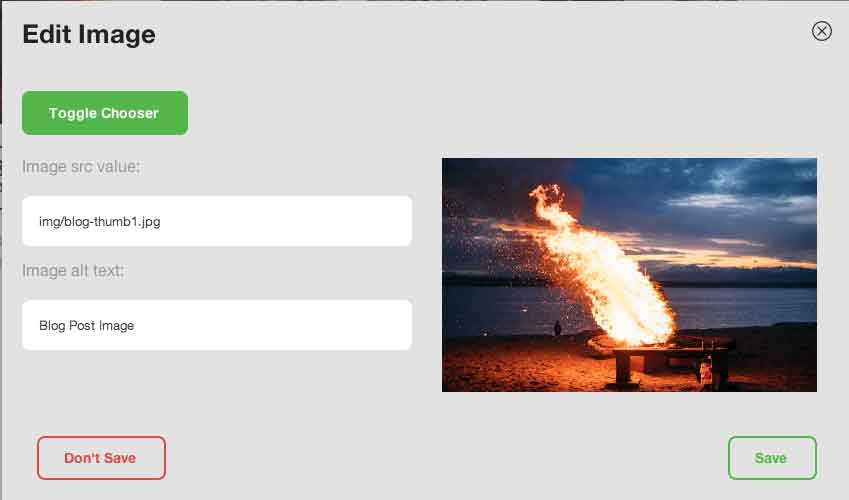 Edit Image
Toggle Chooser
Image src value:
img/blog-thumb1.jpg
Image alt text:
Blog Post Image
Don't Save
Save